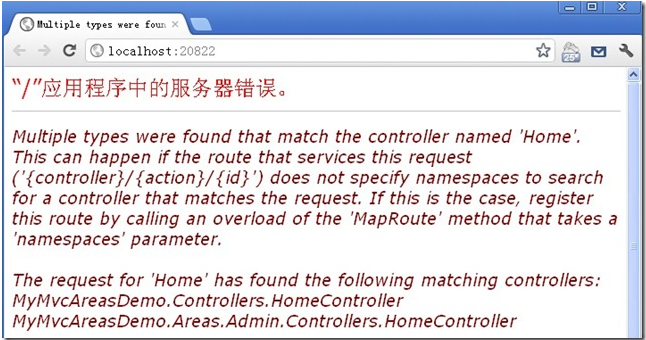 Multiple types were foun
localhost:20822
25
“/”应用程序中的服务器错误。
Multiple types were found that match the controller named 'Home'.
This can happen if the route that services this request
('{controller}/{action}/{id}') does not specify namespaces to search
for a controller that matches the request. If this is the case, register
this route by calling an overload of the 'MapRoute' method that takes a
'namespaces' parameter.
The request for 'Home' has found the following matching controllers:
MyMvcAreasDemo.Controllers.HomeController
MyMvcAreasDemo.Areas.Admin.Controllers.HomeController